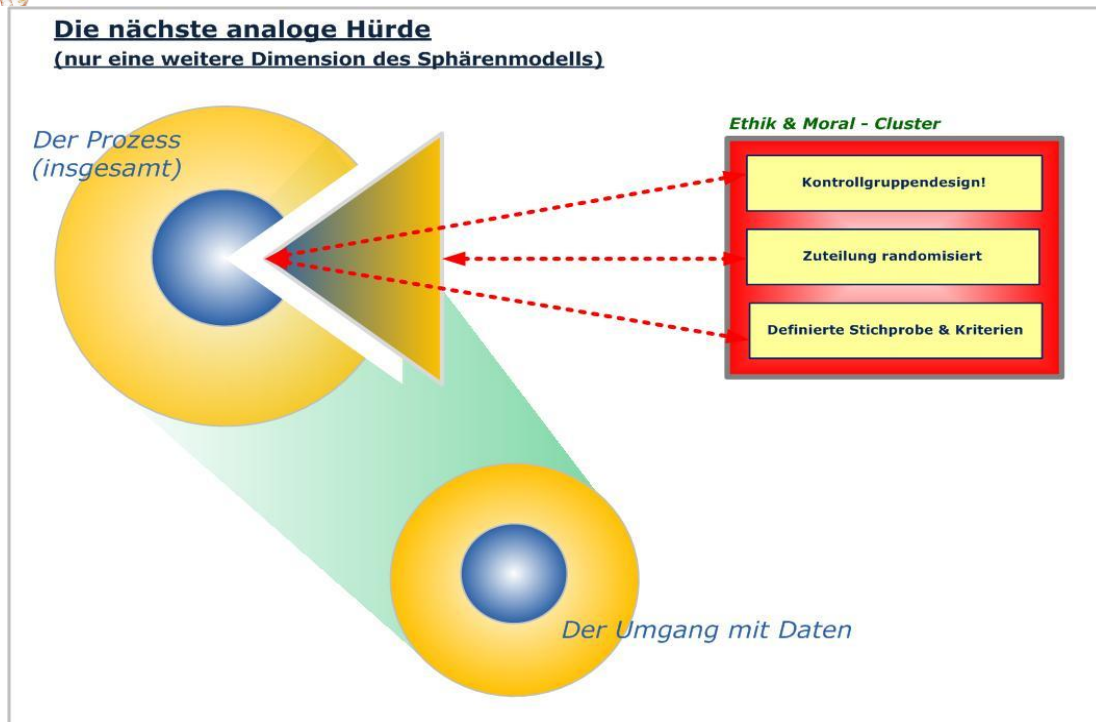 Die nächste analoge Hürde
(nur eine weitere Dimension des Sphärenmodells)
Der Prozess
(insgesamt)
Ethik & Moral - Cluster
Kontrollgruppendesign!
Zuteilung randomisiert
Definierte Stichprobe & Kriterien
Der Umgang mit Daten